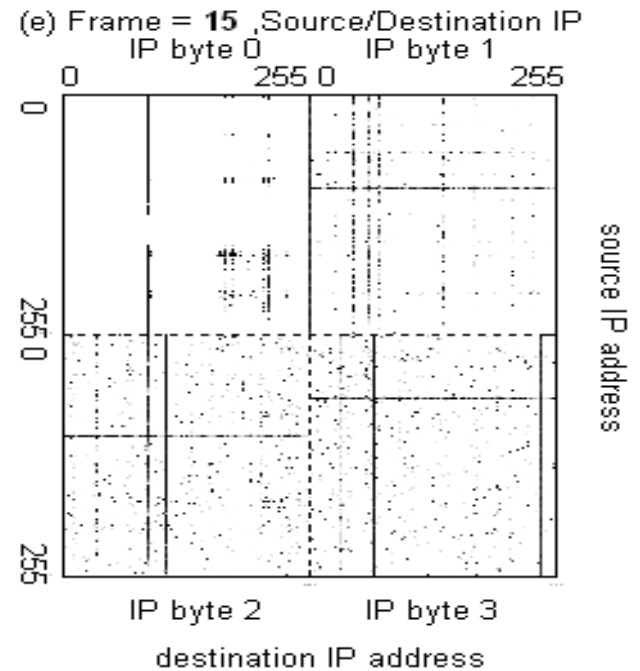 (e) Frame = 15 ,Source/Destination IP
IP byte 0 IP byte 1
0 255 0 255
0
255 0
255
source IP address
IP byte 2 IP byte 3
destination IP address